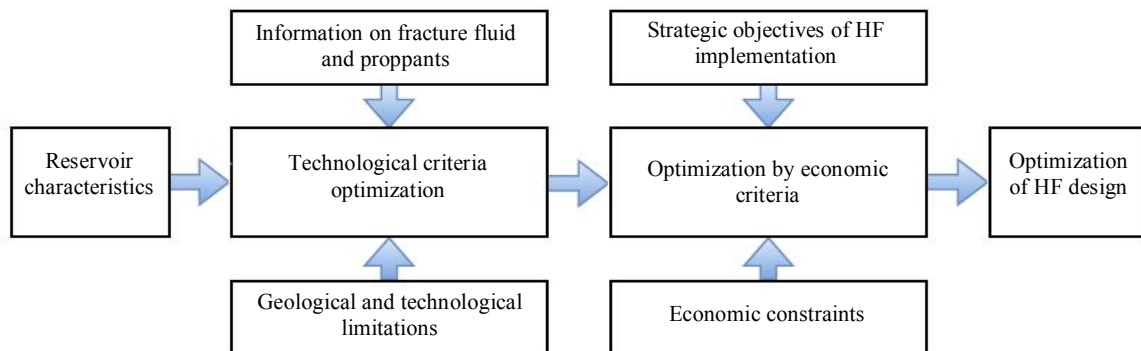 Information on fracture fluid
and proppants
Strategic objectives of HF
implementation
Reservoir
characteristics
Technological criteria
optimization
Optimization by economic
criteria
Optimization
of HF design
Geological and technological
limitations
Economic constraints